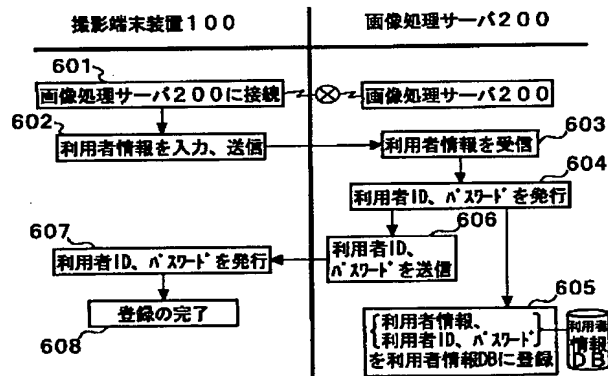 撮影端末装置100
画像処理サーバ200
601
画像処理サーバ200に接続
画像処理サーバ200
602
利用者情報を入力、送信
603
利用者情報を受信
604
利用者ID、ﾊﾟｽﾜｰﾄﾞを発行
606
利用者ID、
ﾊﾟｽﾜｰﾄﾞを送信
607
利用者ID、ﾊﾟｽﾜｰﾄﾞを発行
登録の完了
608
605
利用者情報、
利用者ID、ﾊﾟｽﾜｰﾄﾞ
を利用者情報DBに登録
利用者
情報
DB